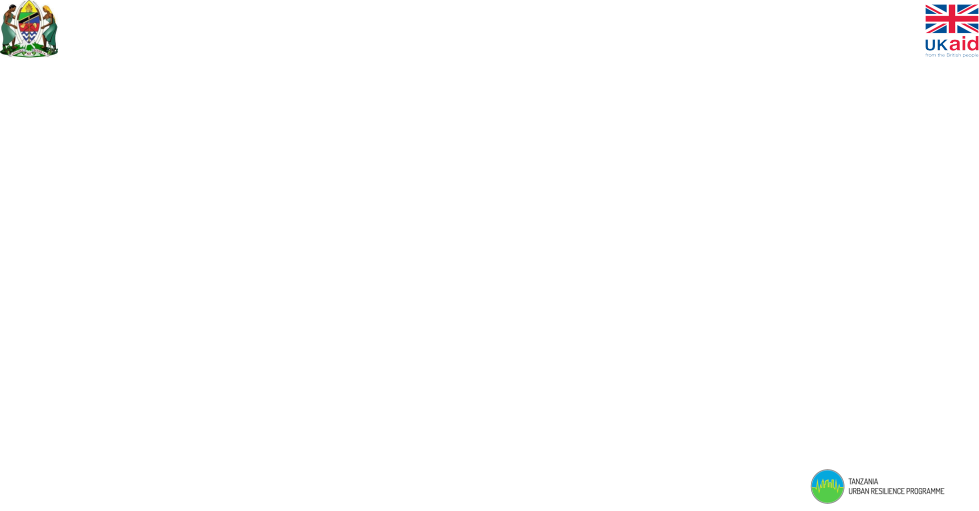 UKaid
from the British people
TANZANIA
URBAN RESILIENCE PROGRAMME